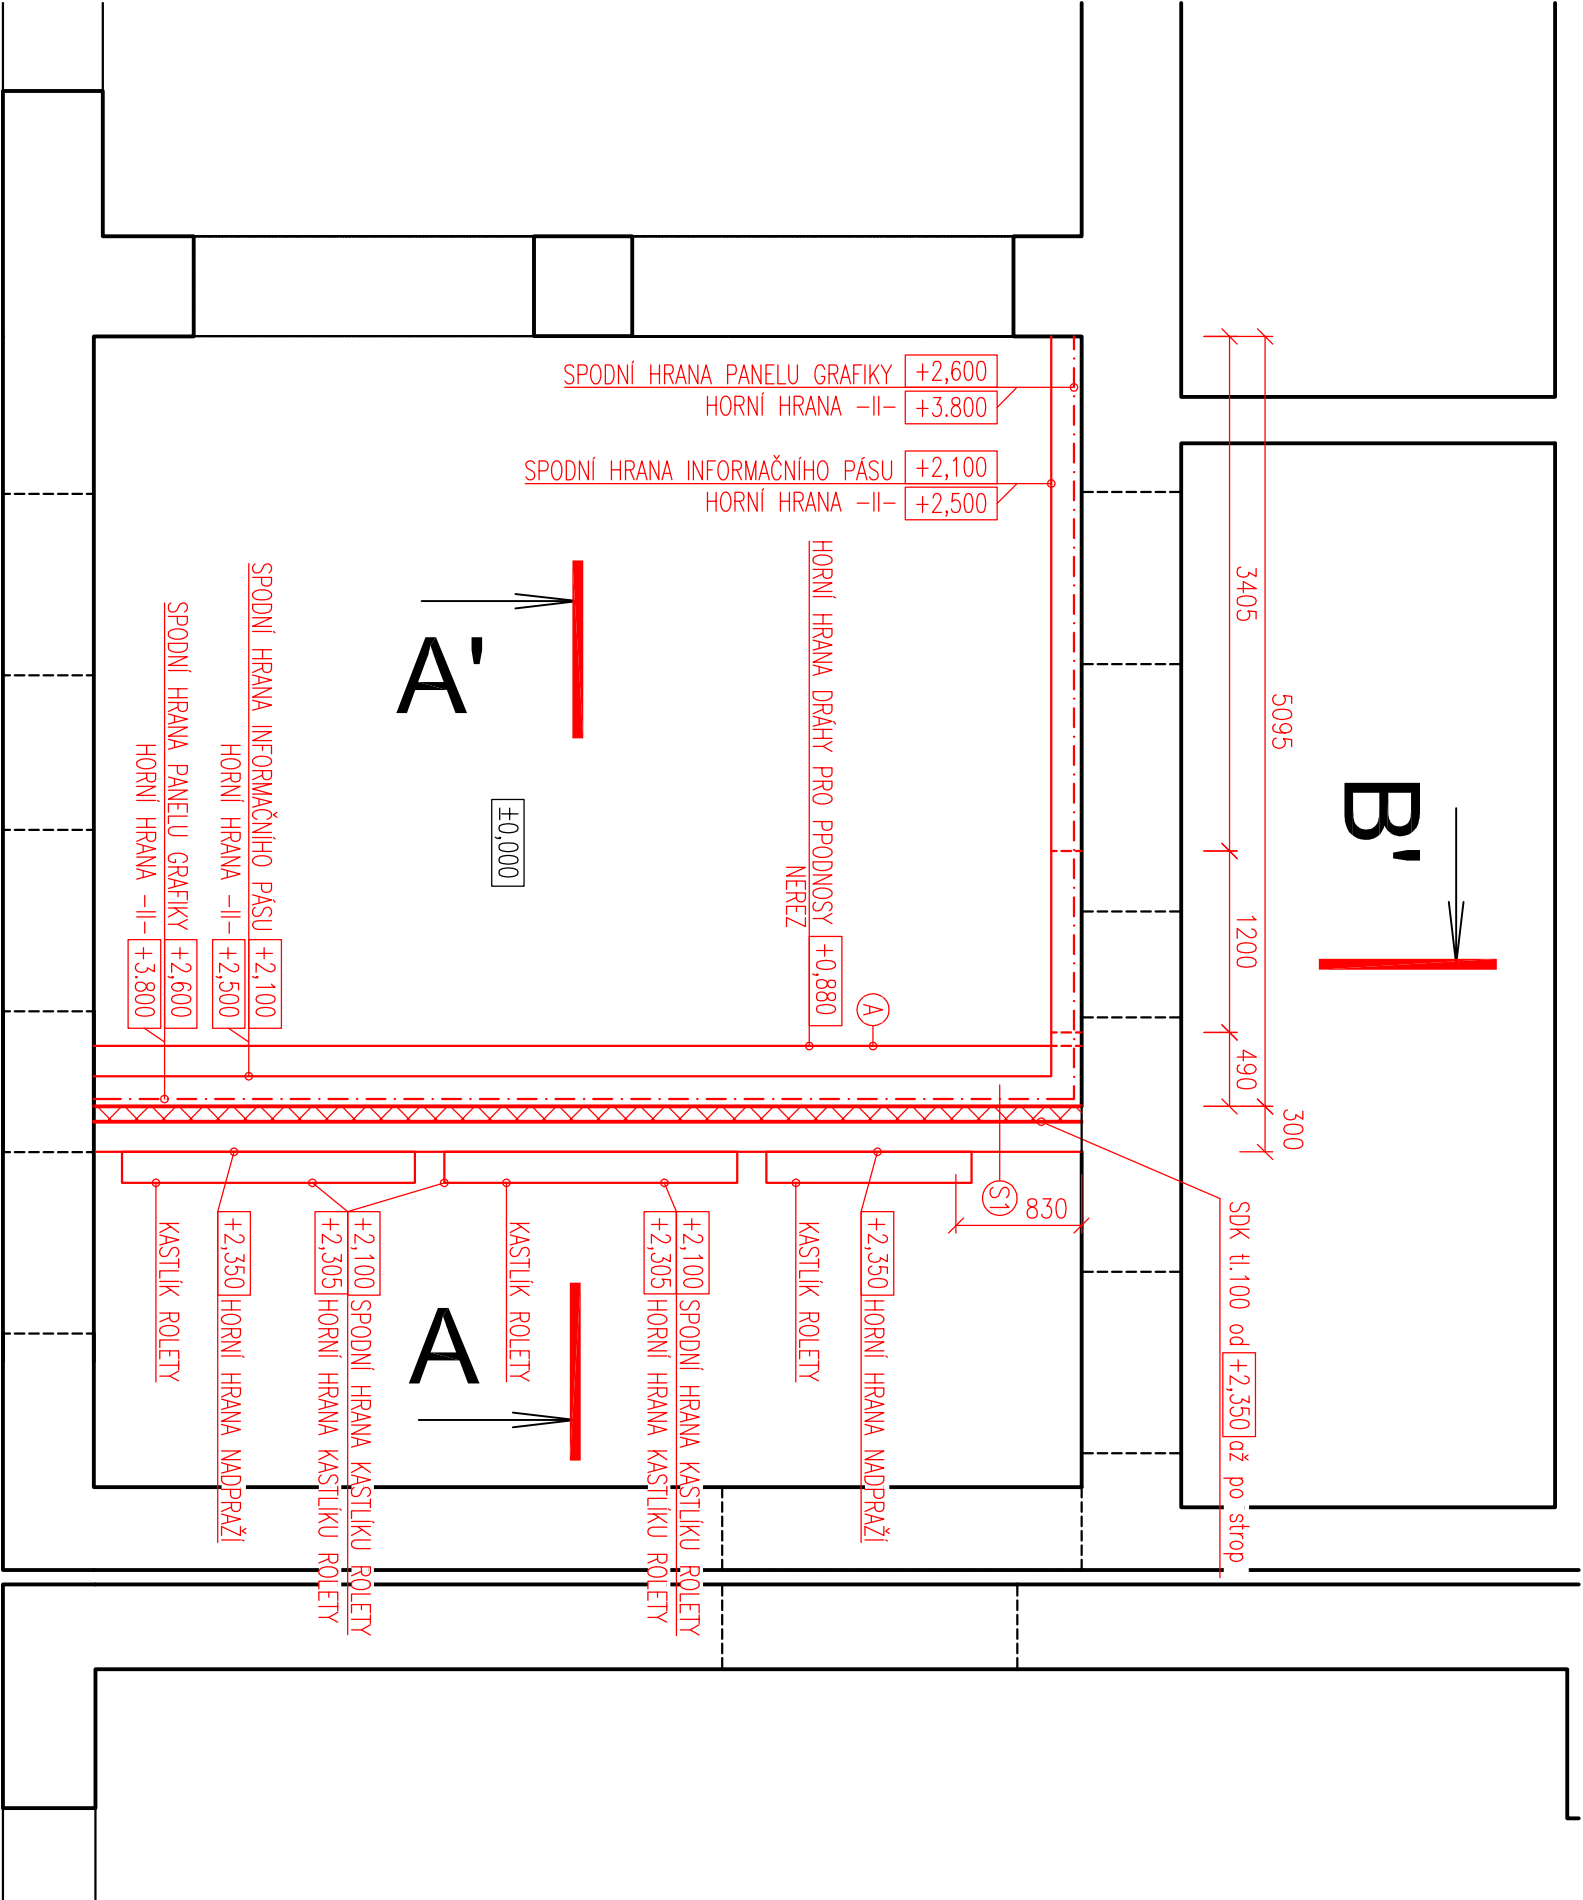 SPODNÍ HRANA PANELU GRAFIKY +2,600
HORNÍ HRANA -II- +3.800
SPODNÍ HRANA INFORMAČNÍHO PÁSU +2,100
HORNÍ HRANA -II- +2,500
3405
5095
1200
490
300
B'
A'
±0,000
HORNÍ HRANA DRÁHY PRO PPODNOSY +0,880
NEREZ
A
SPODNÍ HRANA INFORMAČNÍHO PÁSU +2,100
HORNÍ HRANA -II- +2,500
SPODNÍ HRANA PANELU GRAFIKY +2,600
HORNÍ HRANA -II- +3.800
S1
830
SDK tl.100 od +2,350 až po strop
+2,350 HORNÍ HRANA NADPRAŽÍ
KASTLÍK ROLETY
+2,100 SPODNÍ HRANA KASTLÍKU ROLETY
+2,305 HORNÍ HRANA KASTLÍKU ROLETY
KASTLÍK ROLETY
A
+2,100 SPODNÍ HRANA KASTLÍKU ROLETY
+2,305 HORNÍ HRANA KASTLÍKU ROLETY
+2,350 HORNÍ HRANA NADPRAŽÍ
KASTLÍK ROLETY